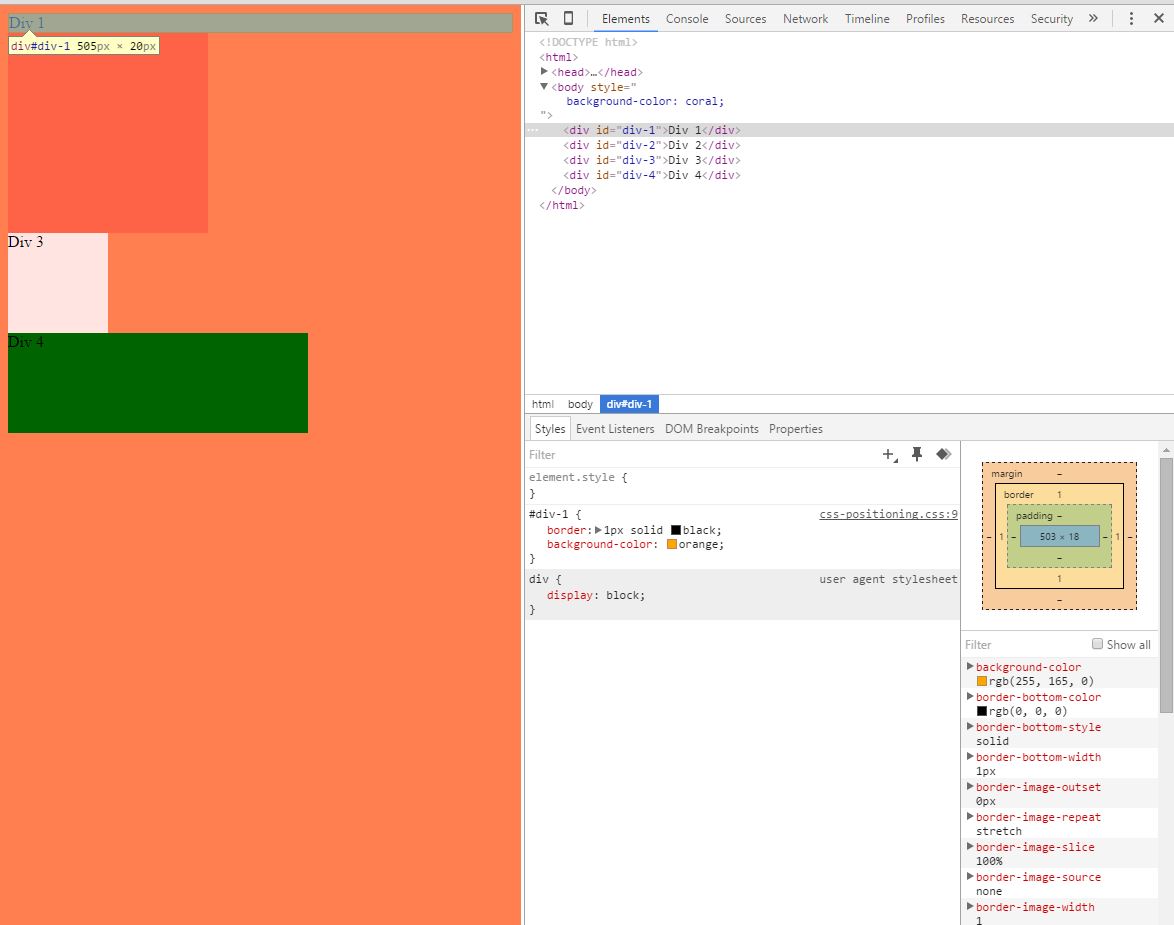 Div 1
div#div-1 505px × 20px
Div 3
Div 4
Elements Console Sources Network Timeline Profiles Resources Security »
<!DOCTYPE html>
<html>
<head>…</head>
<body style="
background-color: coral;
">
<div id="div-1">Div 1</div>
<div id="div-2">Div 2</div>
<div id="div-3">Div 3</div>
<div id="div-4">Div 4</div>
</body>
</html>
html body div#div-1
Styles Event Listeners DOM Breakpoints Properties
Filter
element.style {
}
#div-1 { css-positioning.css:9
border: 1px solid black;
background-color: orange;
}
div { user agent stylesheet
display: block;
}
margin –
border 1
padding –
– 1 – 503 × 18 – 1 –
–
1
–
Filter Show all
background-color
rgb(255, 165, 0)
border-bottom-color
rgb(0, 0, 0)
border-bottom-style
solid
border-bottom-width
1px
border-image-outset
0px
border-image-repeat
stretch
border-image-slice
100%
border-image-source
none
border-image-width
1